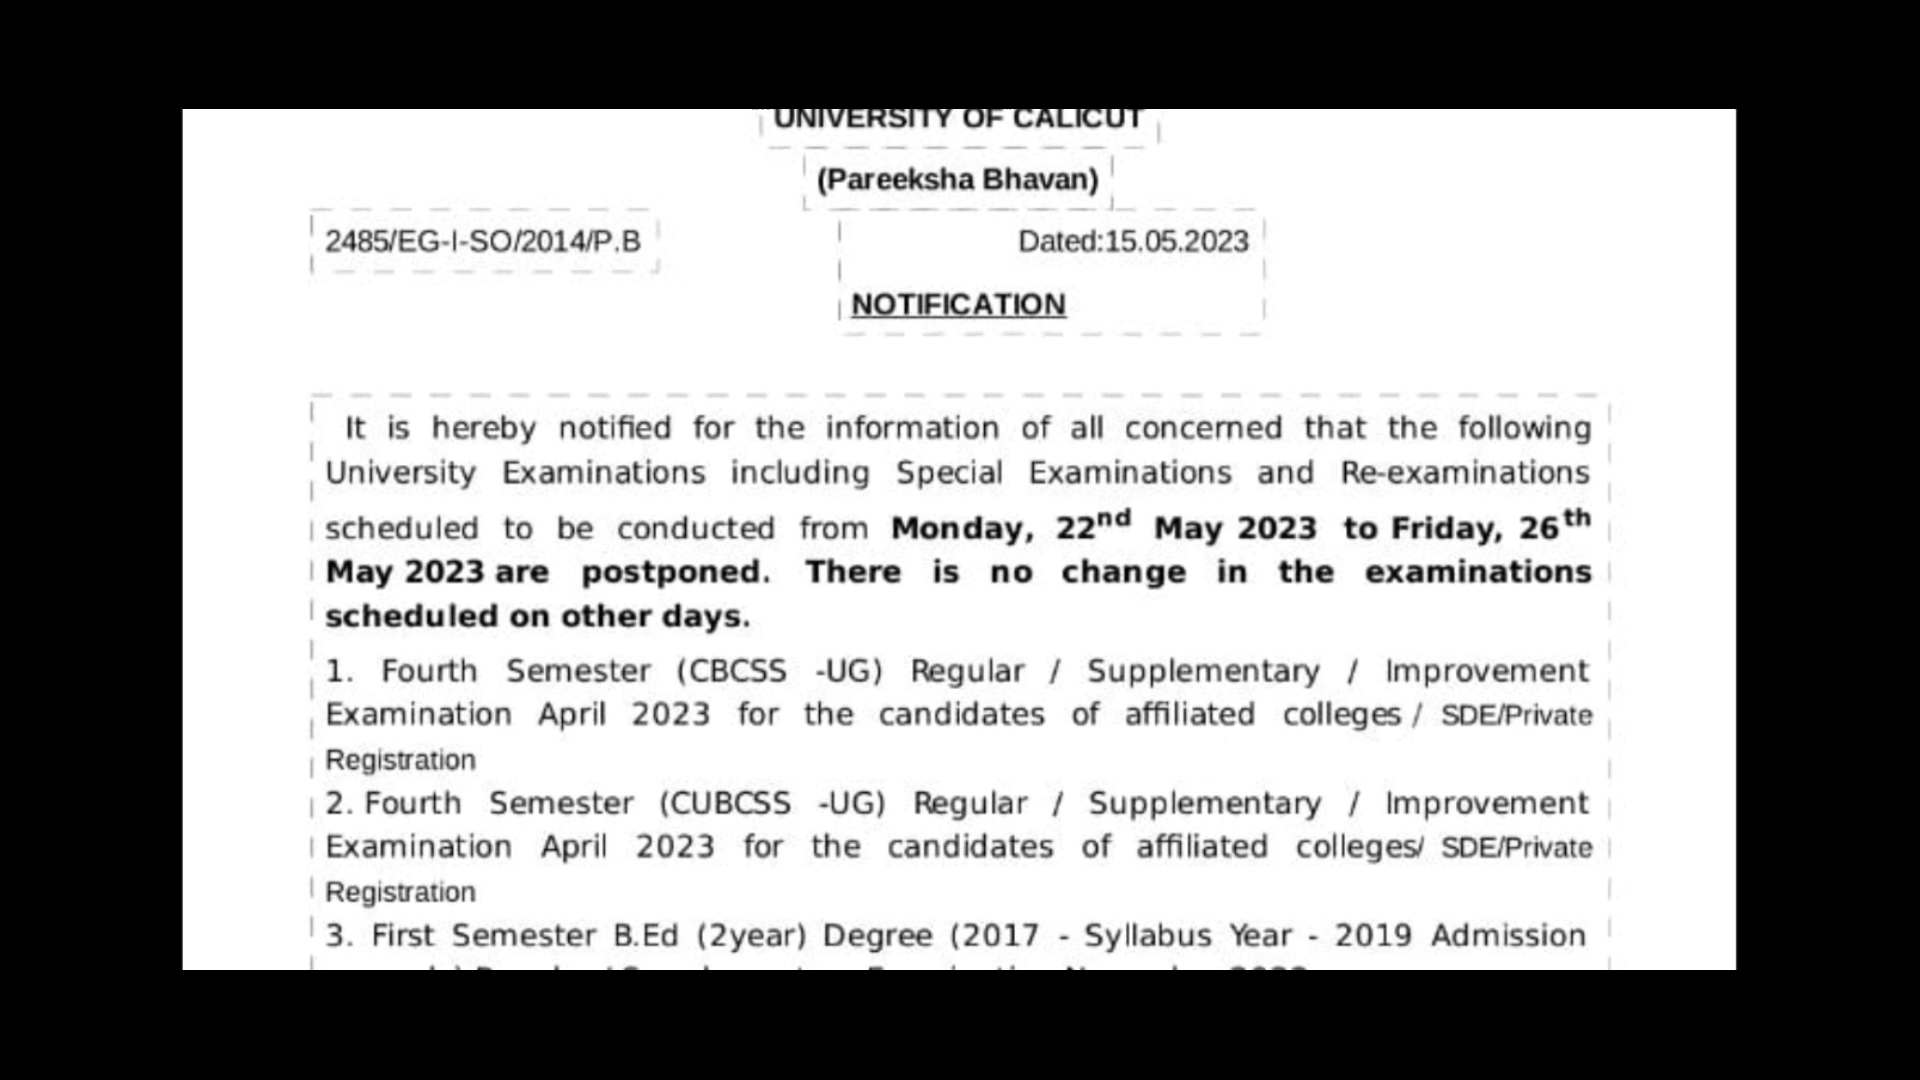 UNIVERSITY OF CALICUT
(Pareeksha Bhavan)
2485/EG-I-SO/2014/P.B Dated:15.05.2023
NOTIFICATION
It is hereby notified for the information of all concerned that the following
University Examinations including Special Examinations and Re-examinations
scheduled to be conducted from Monday, 22nd May 2023 to Friday, 26th
May 2023 are postponed. There is no change in the examinations
scheduled on other days.
1. Fourth Semester (CBCSS -UG) Regular / Supplementary / Improvement
Examination April 2023 for the candidates of affiliated colleges / SDE/Private
Registration
2. Fourth Semester (CUBCSS -UG) Regular / Supplementary / Improvement
Examination April 2023 for the candidates of affiliated colleges/ SDE/Private
Registration
3. First Semester B.Ed (2year) Degree (2017 - Syllabus Year - 2019 Admission